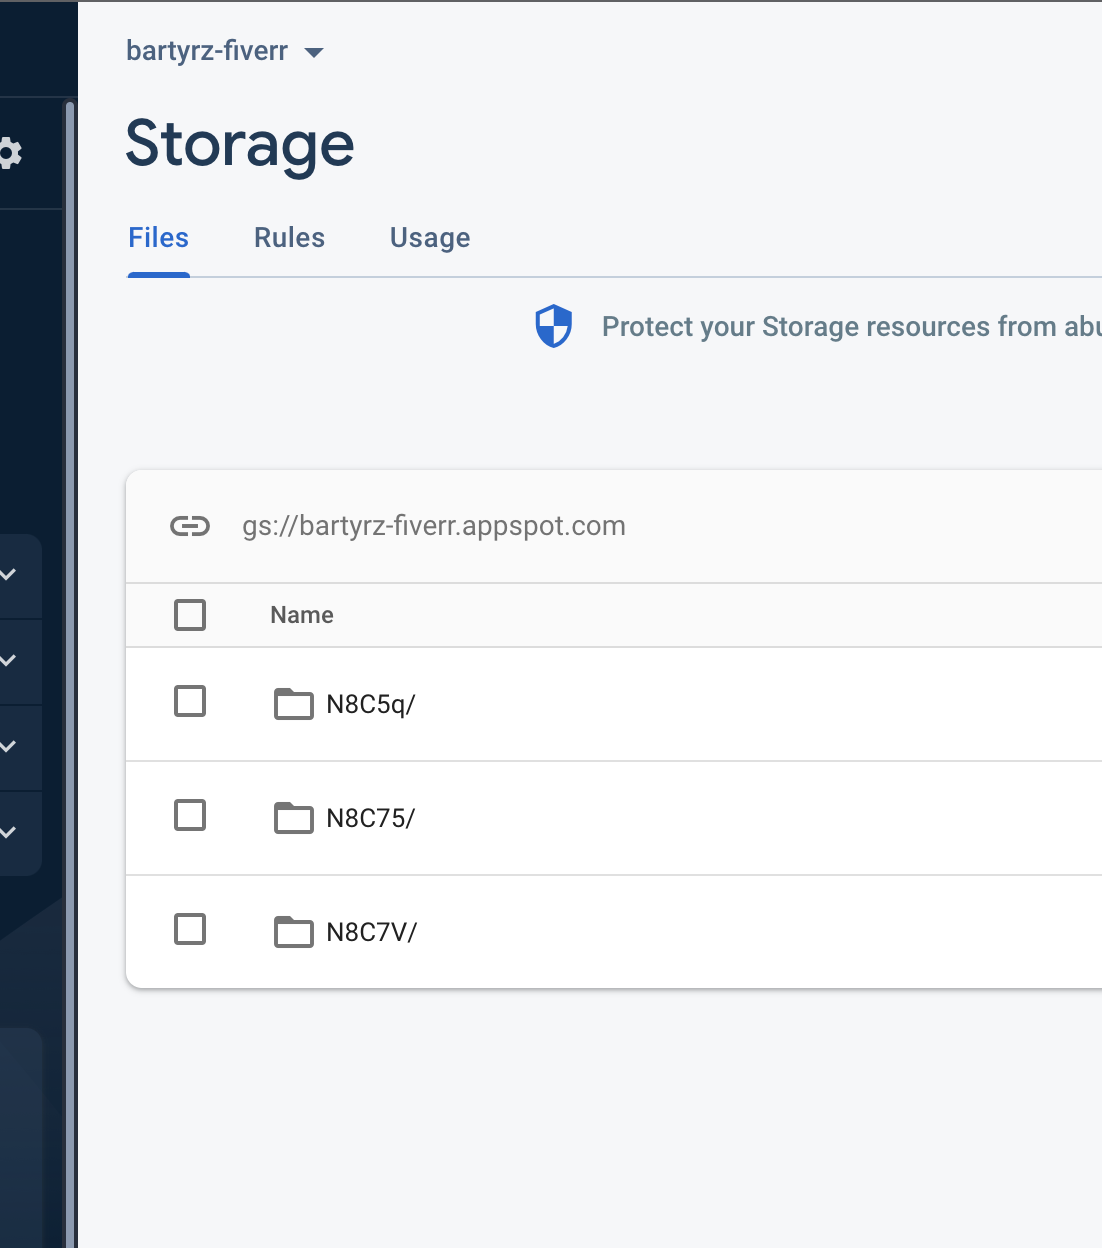 bartyrz-fiverr
Storage
Files Rules Usage
Protect your Storage resources from
gs://bartyrz-fiverr.appspot.com
Name
N8C5q/
N8C75/
N8C7V/